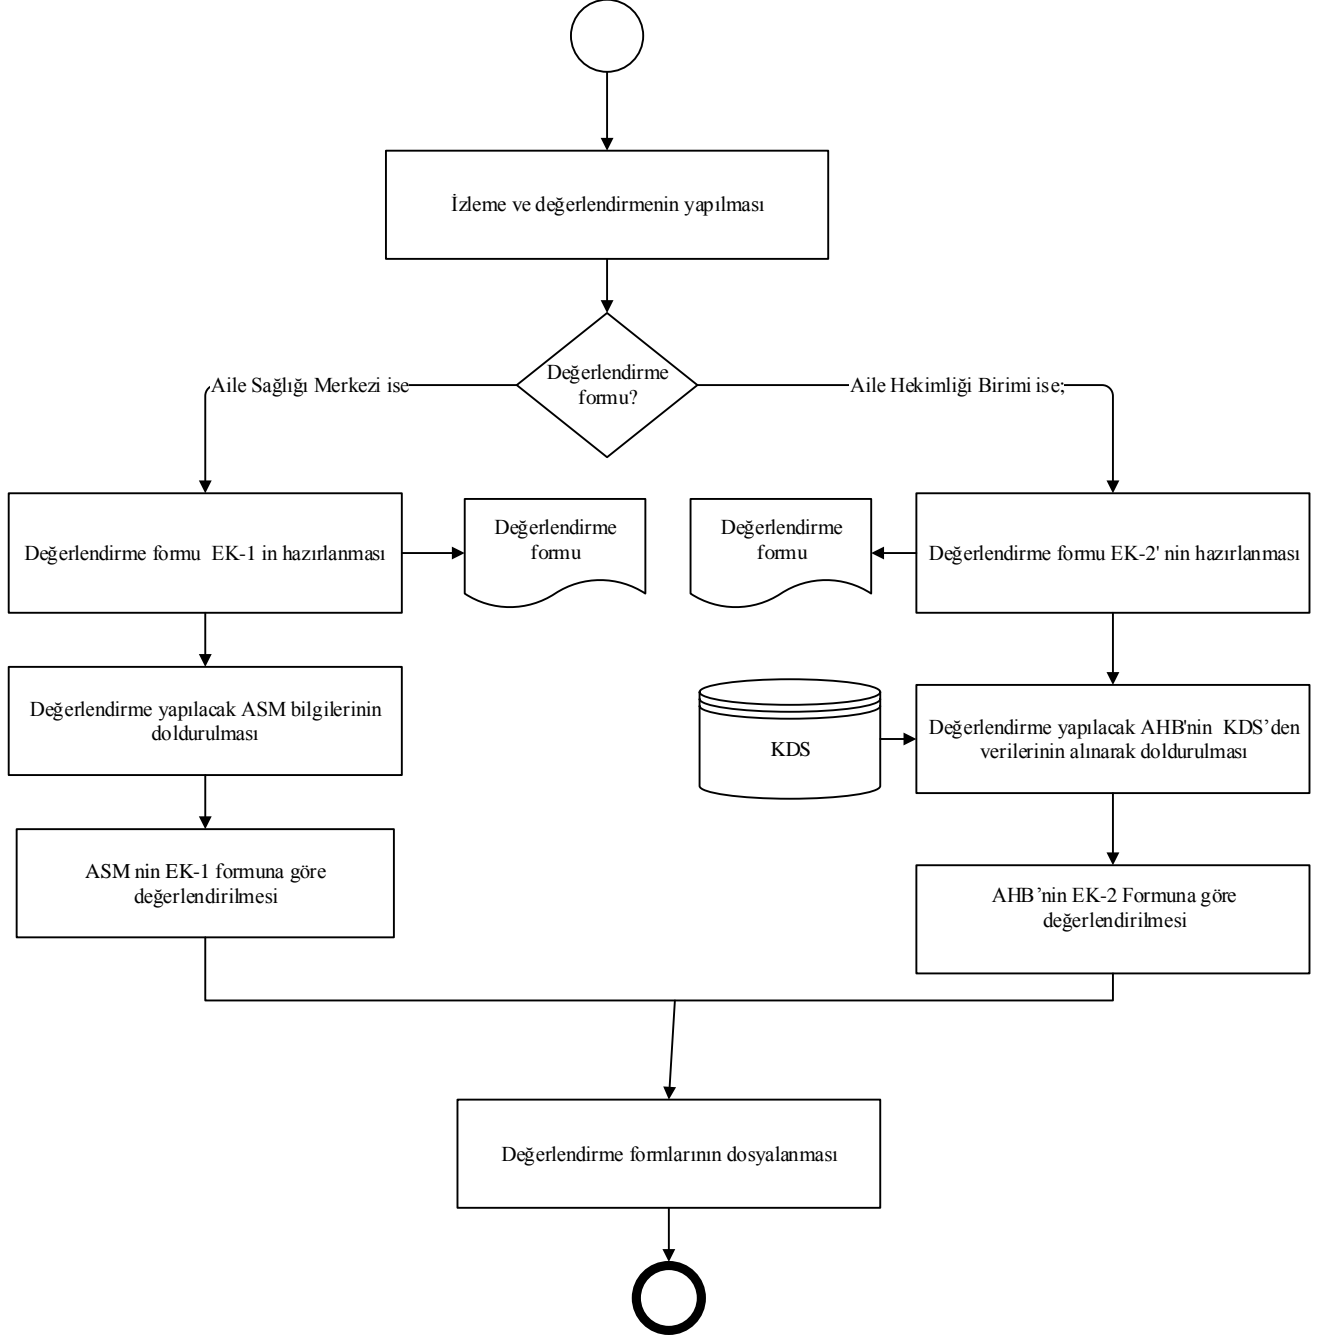 İzleme ve değerlendirmenin yapılması
Değerlendirme
formu?
Aile Sağlığı Merkezi ise
Aile Hekimliği Birimi ise;
Değerlendirme formu EK-1 in hazırlanması
Değerlendirme
formu
Değerlendirme
formu
Değerlendirme formu EK-2' nin hazırlanması
Değerlendirme yapılacak ASM bilgilerinin
doldurulması
KDS
Değerlendirme yapılacak AHB'nin KDS’den
verilerinin alınarak doldurulması
ASM nin EK-1 formuna göre
değerlendirilmesi
AHB’nin EK-2 Formuna göre
değerlendirilmesi
Değerlendirme formlarının dosyalanması